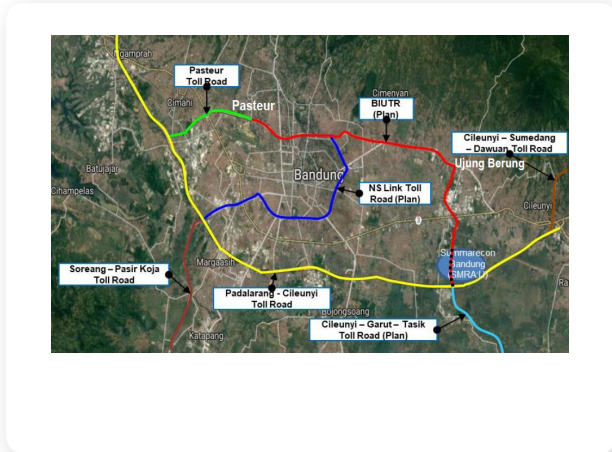 Ngamprah
Pasteur
Toll Road
Cimahi
Pasteur
Cimenyan
BIUTR
(Plan)
Cileunyi – Sumedang
– Dawuan Toll Road
Ujung Berung
Batujajar
Bandung
Cihampelas
NS Link Toll
Road (Plan)
Cileunyi
Summarecon
Bandung
(SMRA IJ)
Margaasih
Soreang – Pasir Koja
Toll Road
Ra
Padalarang - Cileunyi
Toll Road
Bojongsoang
Cileunyi – Garut – Tasik
Toll Road (Plan)
Katapang